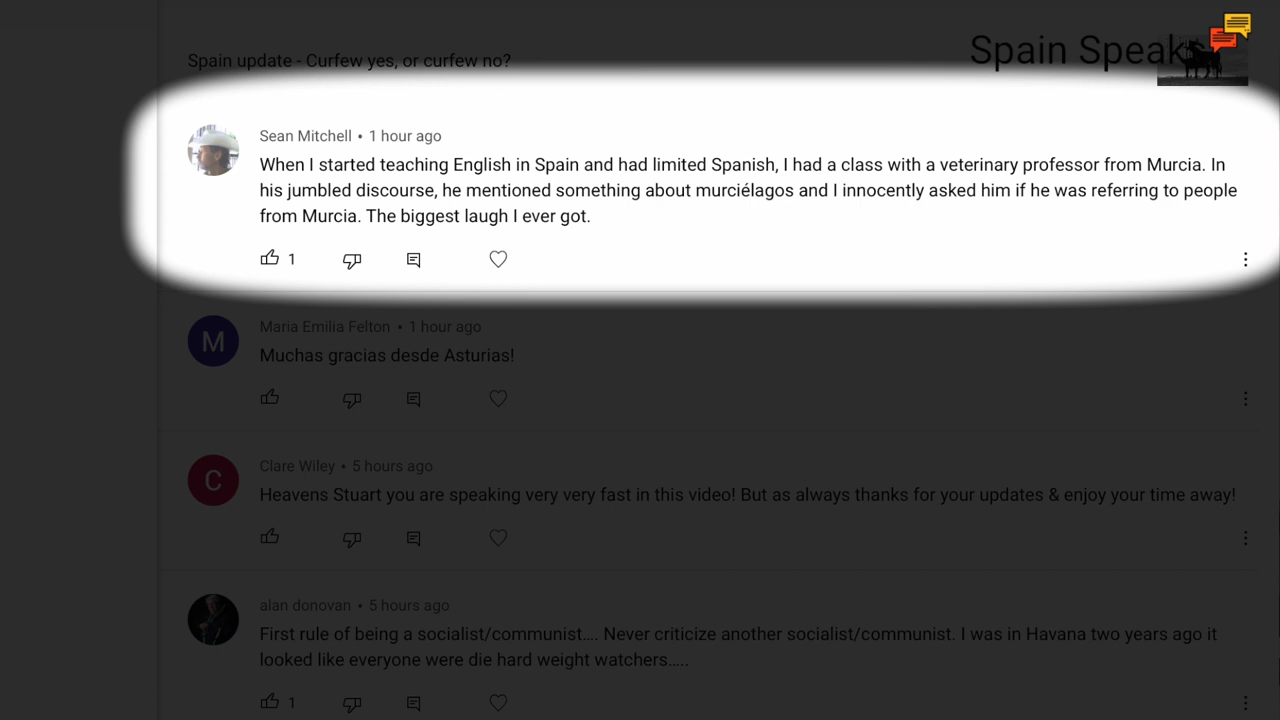 Spain update - Curfew yes, or curfew no?
Spain Speaks
Sean Mitchell • 1 hour ago
When I started teaching English in Spain and had limited Spanish, I had a class with a veterinary professor from Murcia. In
his jumbled discourse, he mentioned something about murciélagos and I innocently asked him if he was referring to people
from Murcia. The biggest laugh I ever got.
1
M
Maria Emilia Felton • 1 hour ago
Muchas gracias desde Asturias!
C
Clare Wiley • 5 hours ago
Heavens Stuart you are speaking very very fast in this video! But as always thanks for your updates & enjoy your time away!
alan donovan • 5 hours ago
First rule of being a socialist/communist.... Never criticize another socialist/communist. I was in Havana two years ago it
looked like everyone were die hard weight watchers.....
1